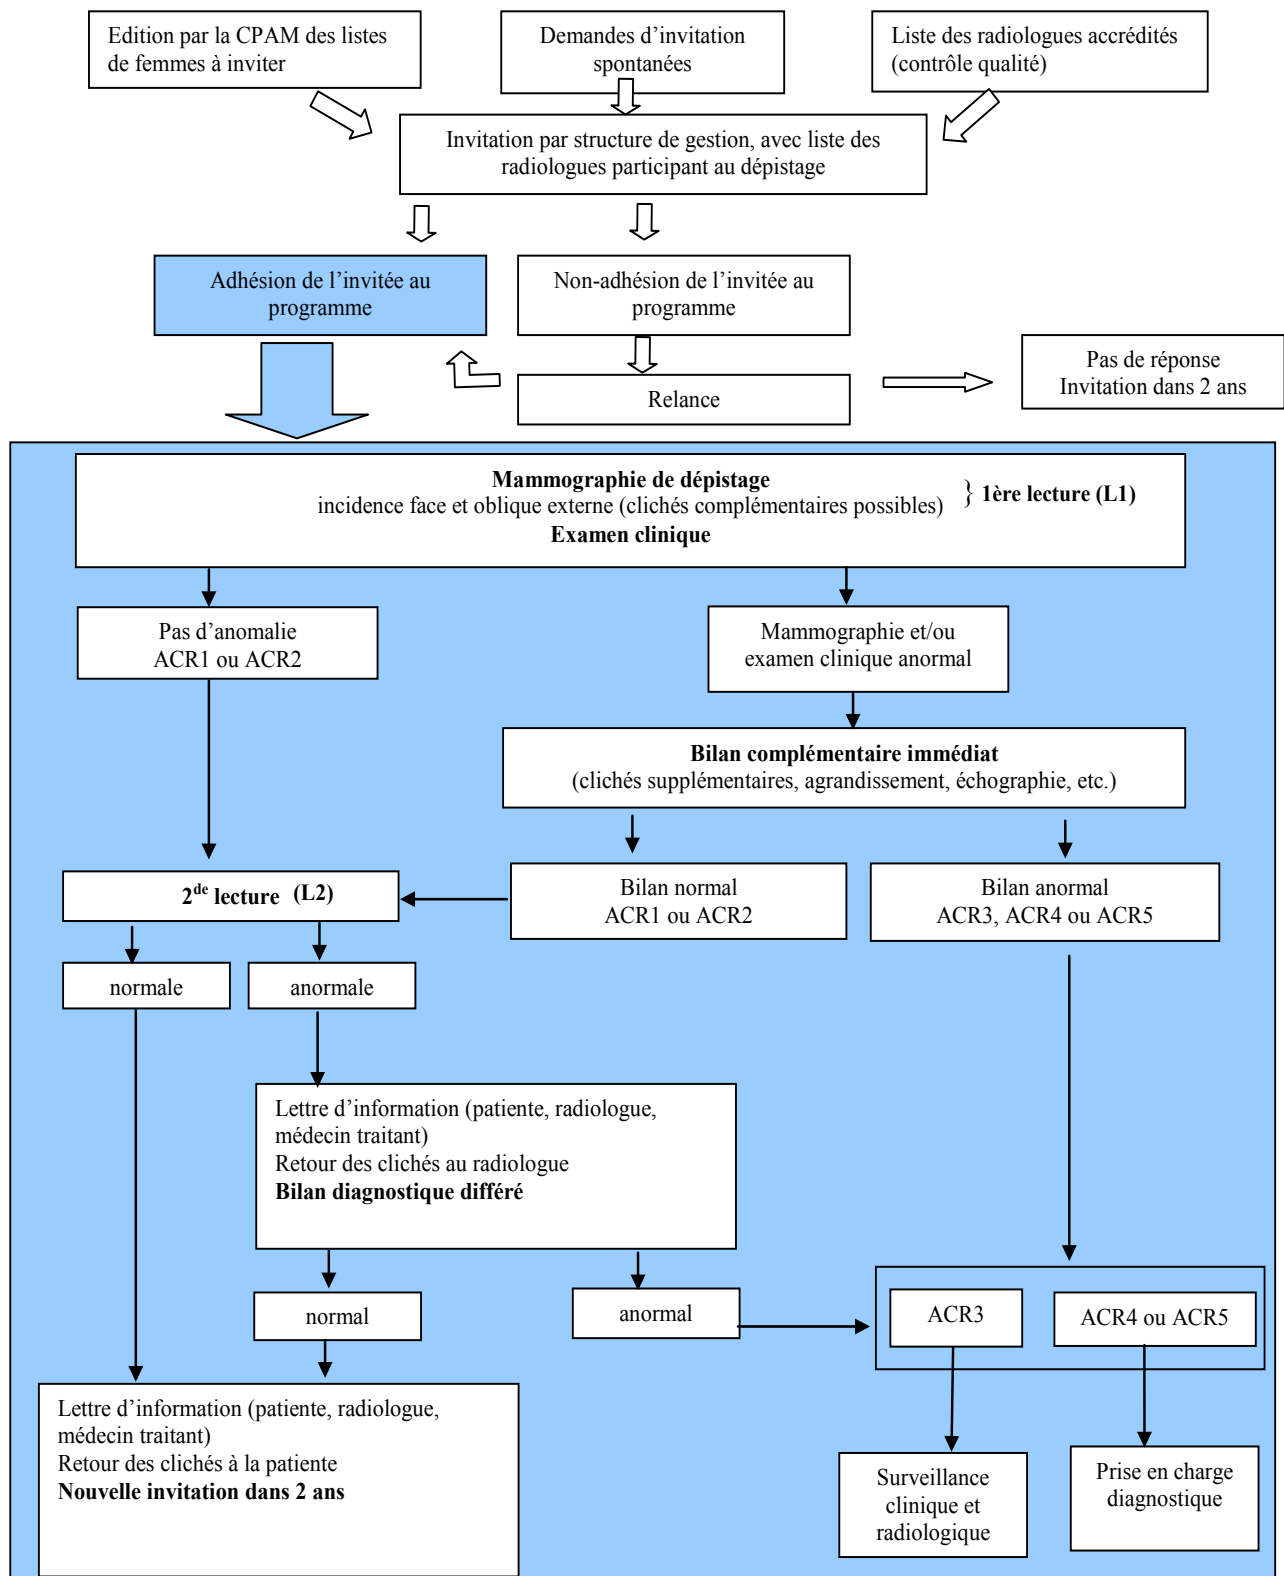 Edition par la CPAM des listes
de femmes à inviter
Demandes d’invitation
spontanées
Liste des radiologues accrédités
(contrôle qualité)
Invitation par structure de gestion, avec liste des
radiologues participant au dépistage
Adhésion de l’invitée au
programme
Non-adhésion de l’invitée au
programme
Relance
Pas de réponse
Invitation dans 2 ans
Mammographie de dépistage
incidence face et oblique externe (clichés complémentaires possibles)
} 1ère lecture (L1)
Examen clinique
Pas d’anomalie
ACR1 ou ACR2
Mammographie et/ou
examen clinique anormal
Bilan complémentaire immédiat
(clichés supplémentaires, agrandissement, échographie, etc.)
2de lecture (L2)
Bilan normal
ACR1 ou ACR2
Bilan anormal
ACR3, ACR4 ou ACR5
normale
anormale
Lettre d’information (patiente, radiologue,
médecin traitant)
Retour des clichés au radiologue
Bilan diagnostique différé
normal
anormal
ACR3
ACR4 ou ACR5
Lettre d’information (patiente, radiologue,
médecin traitant)
Retour des clichés à la patiente
Nouvelle invitation dans 2 ans
Surveillance
clinique et
radiologique
Prise en charge
diagnostique